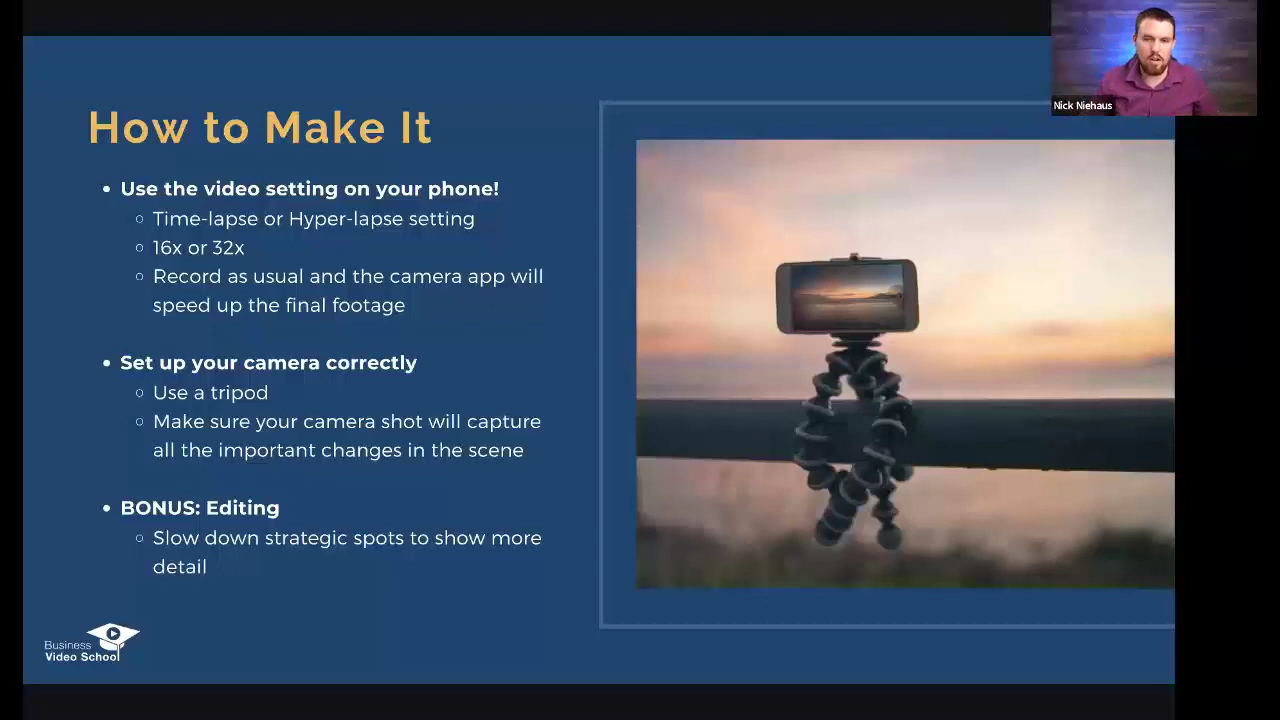 Nick Niehaus
How to Make It
• Use the video setting on your phone!
○ Time-lapse or Hyper-lapse setting
○ 16x or 32x
○ Record as usual and the camera app will
speed up the final footage
• Set up your camera correctly
○ Use a tripod
○ Make sure your camera shot will capture
all the important changes in the scene
• BONUS: Editing
○ Slow down strategic spots to show more
detail
Business
Video School